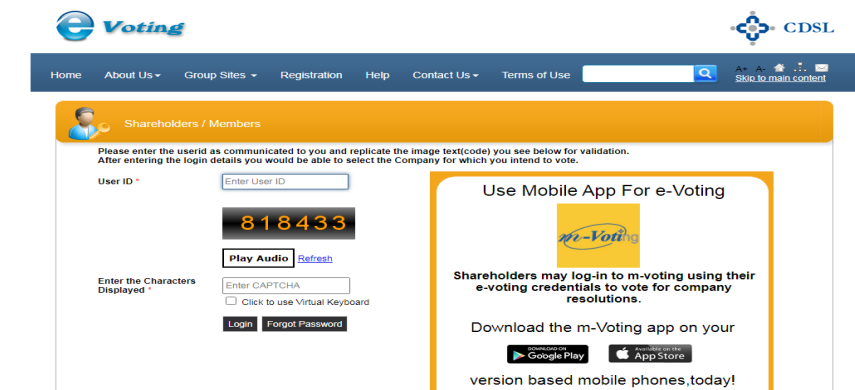 e Voting
CDSL
Home About Us Group Sites Registration Help Contact Us Terms of Use
A+ A-
Skip to main content
Shareholders / Members
Please enter the userid as communicated to you and replicate the image text(code) you see below for validation.
After entering the login details you would be able to select the Company for which you intend to vote.
User ID *
Enter User ID
818433
Play Audio Refresh
Enter the Characters
Displayed *
Enter CAPTCHA
Click to use Virtual Keyboard
Login Forgot Password
Use Mobile App For e-Voting
m-Voting
Shareholders may log-in to m-voting using their
e-voting credentials to vote for company
resolutions.
Download the m-Voting app on your
DOWNLOAD ON
Google Play
Available on the
App Store
version based mobile phones,today!